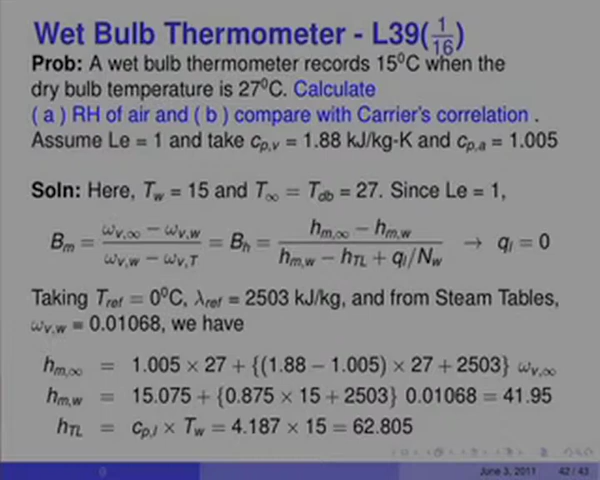 Wet Bulb Thermometer - L39(1/16)
Prob: A wet bulb thermometer records 15⁰C when the
dry bulb temperature is 27⁰C. Calculate
( a ) RH of air and ( b ) compare with Carrier's correlation .
Assume Le = 1 and take c_{p,v} = 1.88 kJ/kg-K and c_{p,a} = 1.005
Soln: Here, T_w = 15 and T_∞ = T_{db} = 27. Since Le = 1,
B_m = (ω_{v,∞} − ω_{v,w}) / (ω_{v,w} − ω_{v,T}) = B_h = (h_{m,∞} − h_{m,w}) / (h_{m,w} − h_{TL} + q_l/N_w) → q_l = 0
Taking T_{ref} = 0⁰C, λ_{ref} = 2503 kJ/kg, and from Steam Tables,
ω_{v,w} = 0.01068, we have
h_{m,∞} = 1.005 × 27 + {(1.88 − 1.005) × 27 + 2503} ω_{v,∞}
h_{m,w} = 15.075 + {0.875 × 15 + 2503} 0.01068 = 41.95
h_{TL} = c_{p,l} × T_w = 4.187 × 15 = 62.805
() June 3, 2011 42 / 43